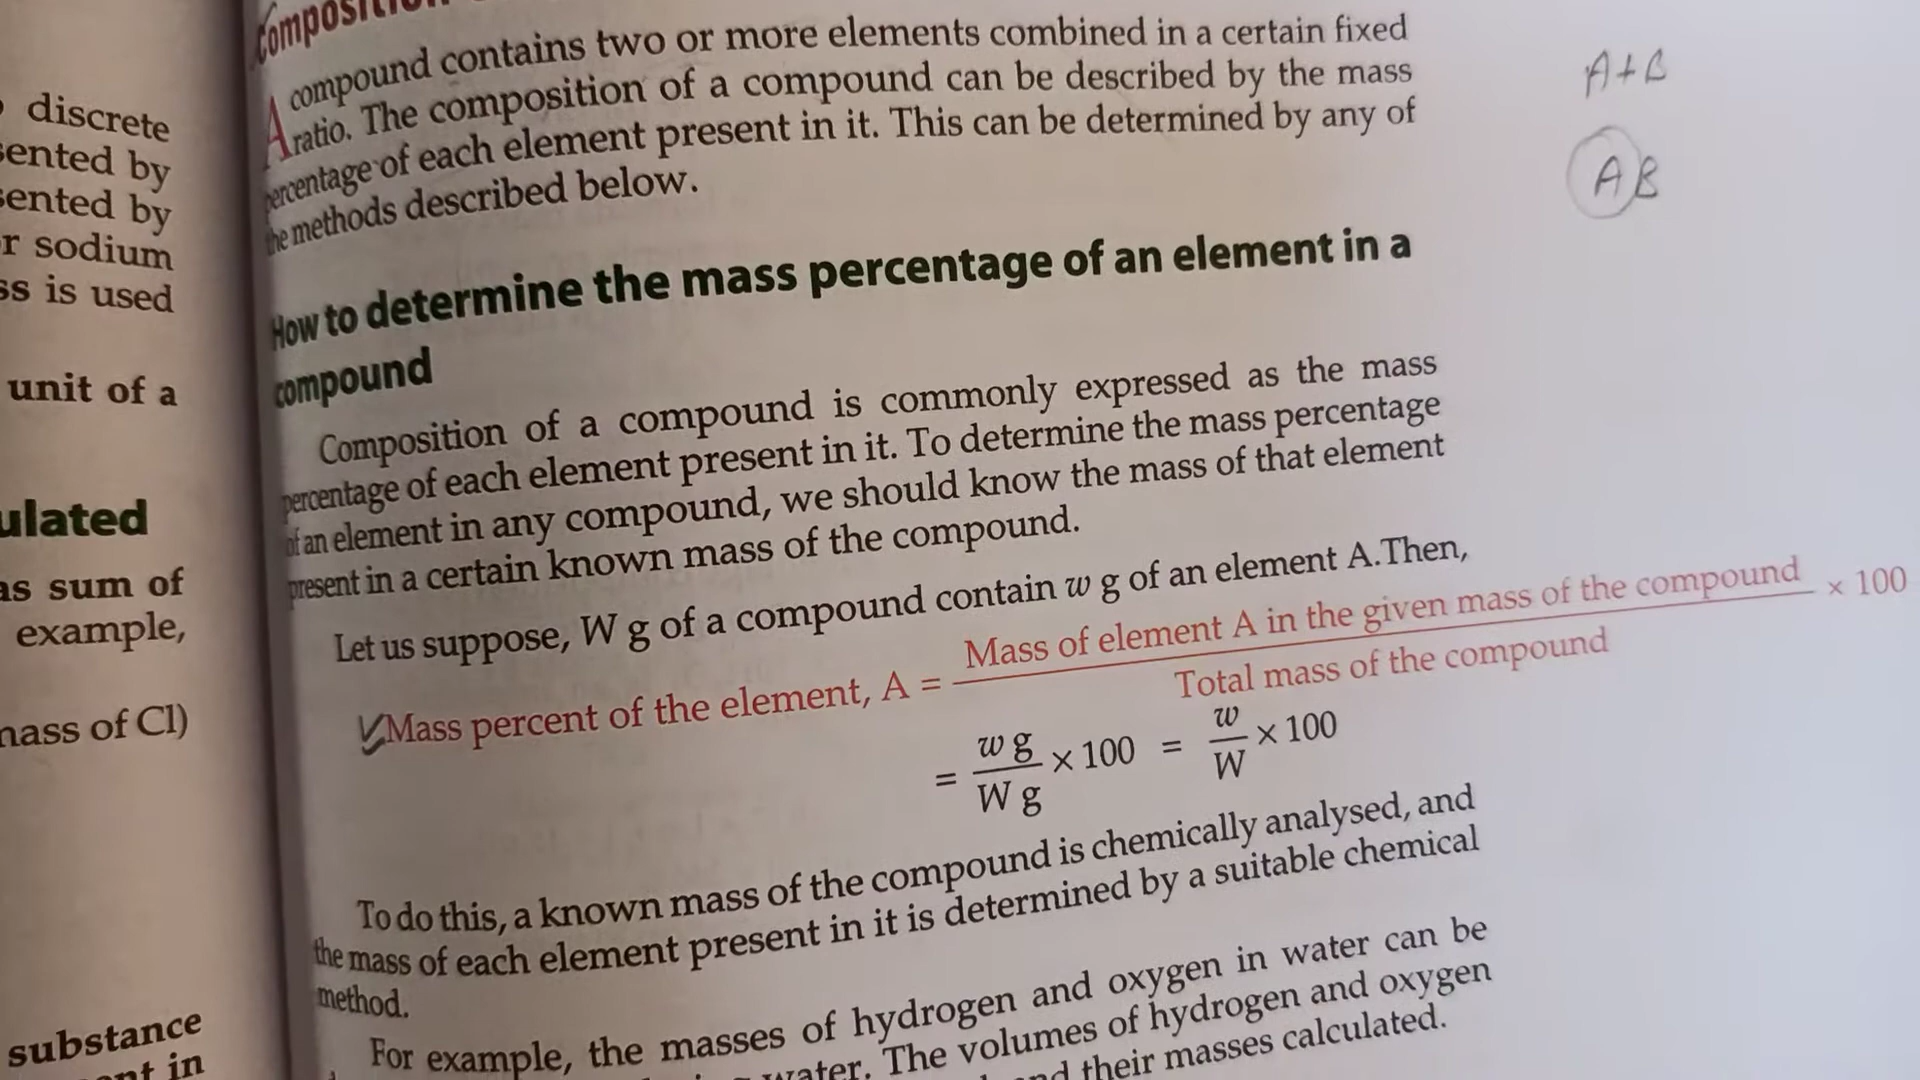 discrete
ented by
ented by
r sodium
ss is used
unit of a
ulated
as sum of
example,
mass of Cl)
substance
nt in
Composition
A compound contains two or more elements combined in a certain fixed
ratio. The composition of a compound can be described by the mass
percentage of each element present in it. This can be determined by any of
the methods described below.
How to determine the mass percentage of an element in a
compound
Composition of a compound is commonly expressed as the mass
percentage of each element present in it. To determine the mass percentage
of an element in any compound, we should know the mass of that element
present in a certain known mass of the compound.
Let us suppose, W g of a compound contain w g of an element A.Then,
Mass percent of the element, A = Mass of element A in the given mass of the compound / Total mass of the compound × 100
= w g / W g × 100 = w / W × 100
To do this, a known mass of the compound is chemically analysed, and
the mass of each element present in it is determined by a suitable chemical
method.
For example, the masses of hydrogen and oxygen in water can be
water. The volumes of hydrogen and oxygen
and their masses calculated.
A+B
AB